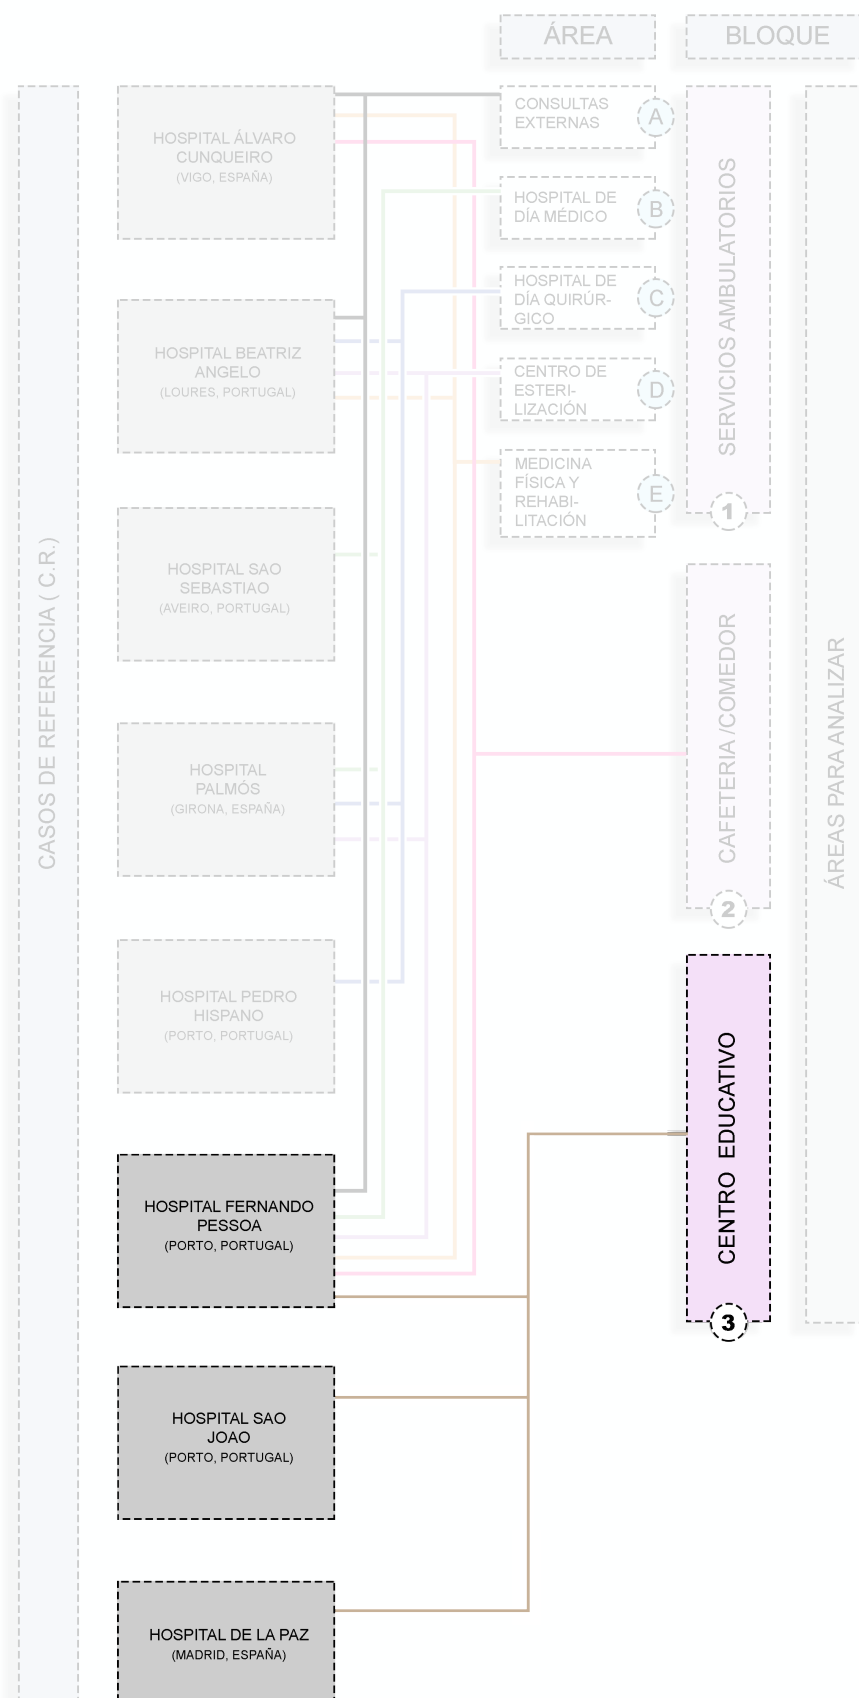 ÁREA
BLOQUE
CASOS DE REFERENCIA ( C.R.)
HOSPITAL ÁLVARO
CUNQUEIRO
(VIGO, ESPAÑA)
HOSPITAL BEATRIZ
ANGELO
(LOURES, PORTUGAL)
HOSPITAL SAO
SEBASTIAO
(AVEIRO, PORTUGAL)
HOSPITAL
PALMÓS
(GIRONA, ESPAÑA)
HOSPITAL PEDRO
HISPANO
(PORTO, PORTUGAL)
HOSPITAL FERNANDO
PESSOA
(PORTO, PORTUGAL)
HOSPITAL SAO
JOAO
(PORTO, PORTUGAL)
HOSPITAL DE LA PAZ
(MADRID, ESPAÑA)
CONSULTAS
EXTERNAS
A
HOSPITAL DE
DÍA MÉDICO
B
HOSPITAL DE
DÍA QUIRÚR-
GICO
C
CENTRO DE
ESTERI-
LIZACIÓN
D
MEDICINA
FÍSICA Y
REHABI-
LITACIÓN
E
SERVICIOS AMBULATORIOS
1
CAFETERIA /COMEDOR
2
CENTRO EDUCATIVO
3
ÁREAS PARA ANALIZAR